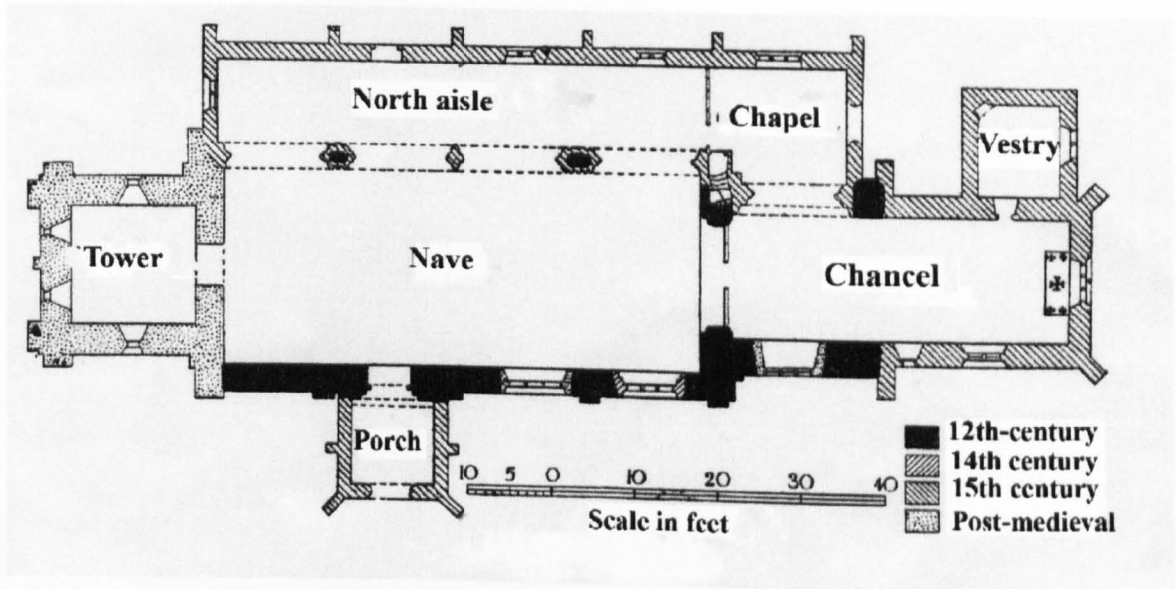 North aisle
Chapel
Vestry
Tower
Nave
Chancel
Porch
10 5 0 10 20 30 40
Scale in feet
12th-century
14th century
15th century
Post-medieval